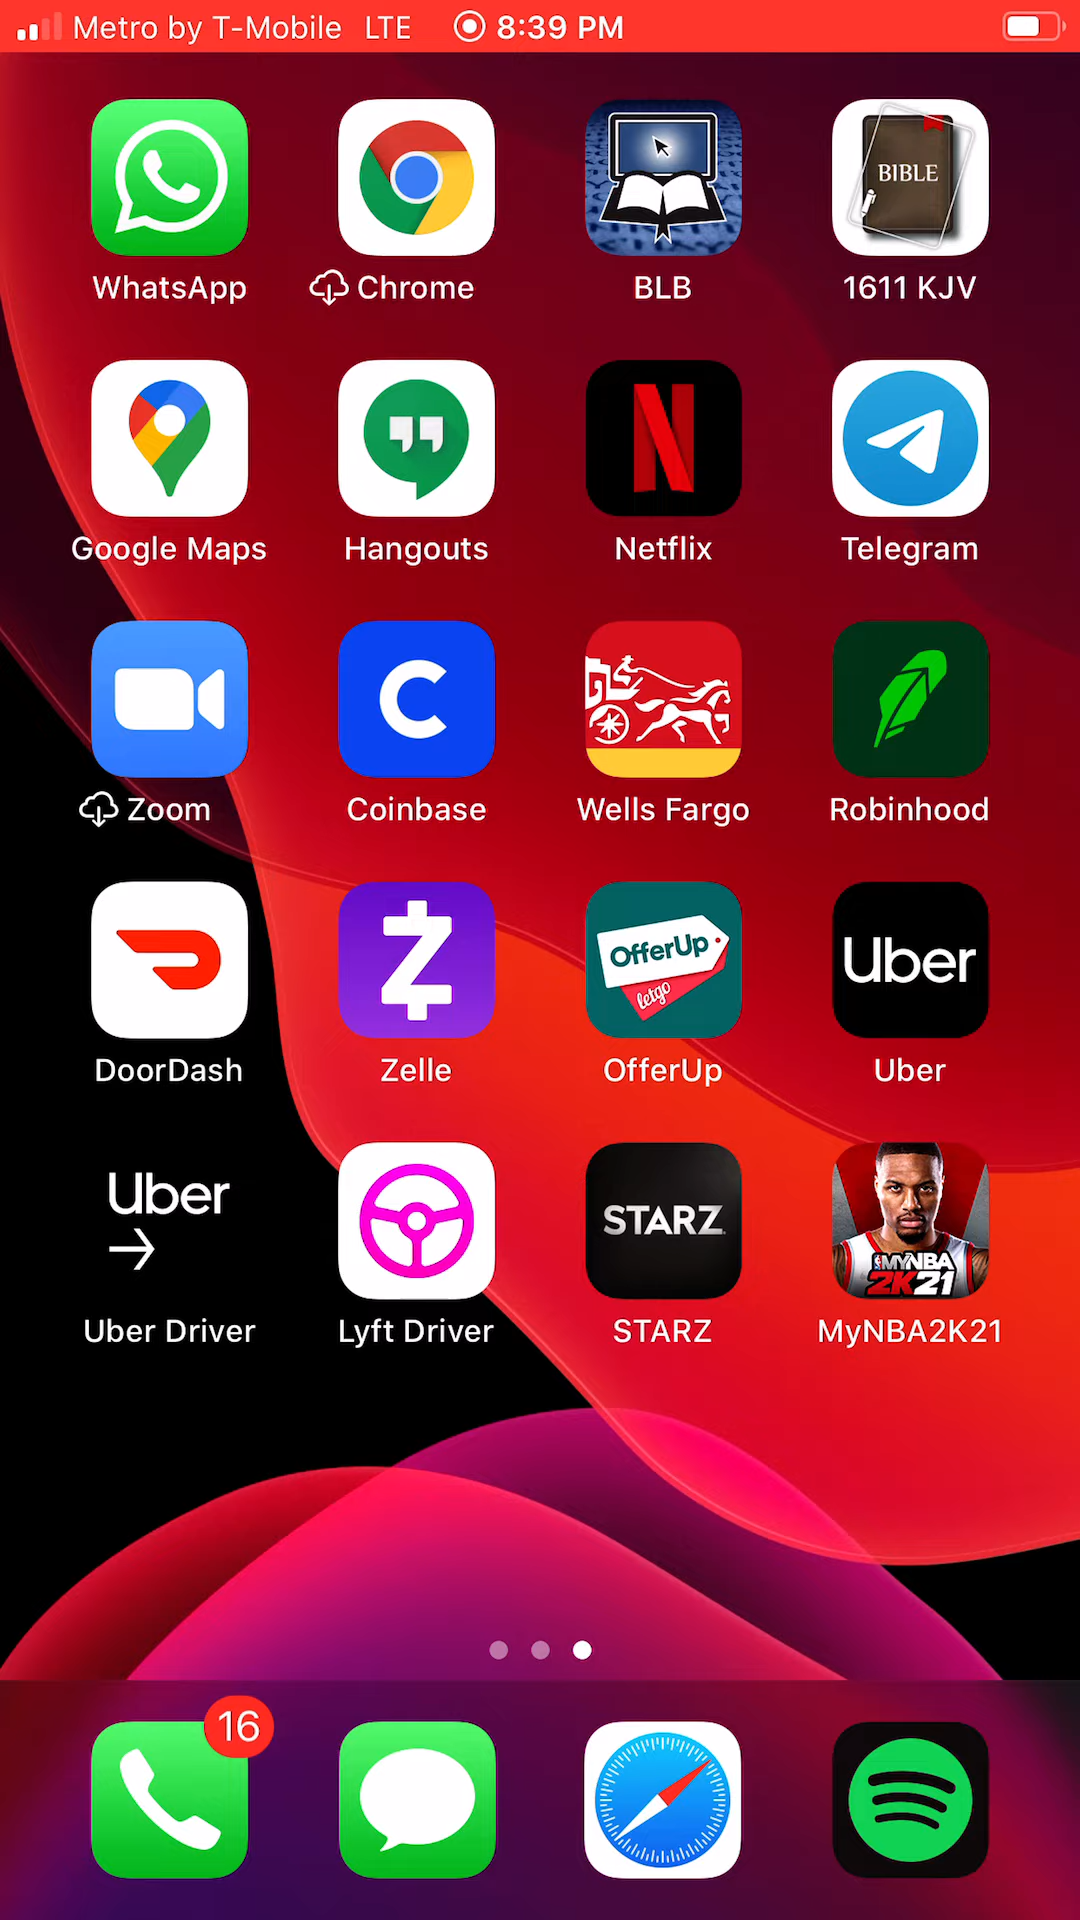 Metro by T-Mobile LTE 8:39 PM
BIBLE
WhatsApp Chrome BLB 1611 KJV
Google Maps Hangouts Netflix Telegram
Zoom Coinbase Wells Fargo Robinhood
OfferUp
letgo
Uber
DoorDash Zelle OfferUp Uber
Uber
STARZ
MYNBA
2K21
Uber Driver Lyft Driver STARZ MyNBA2K21
16